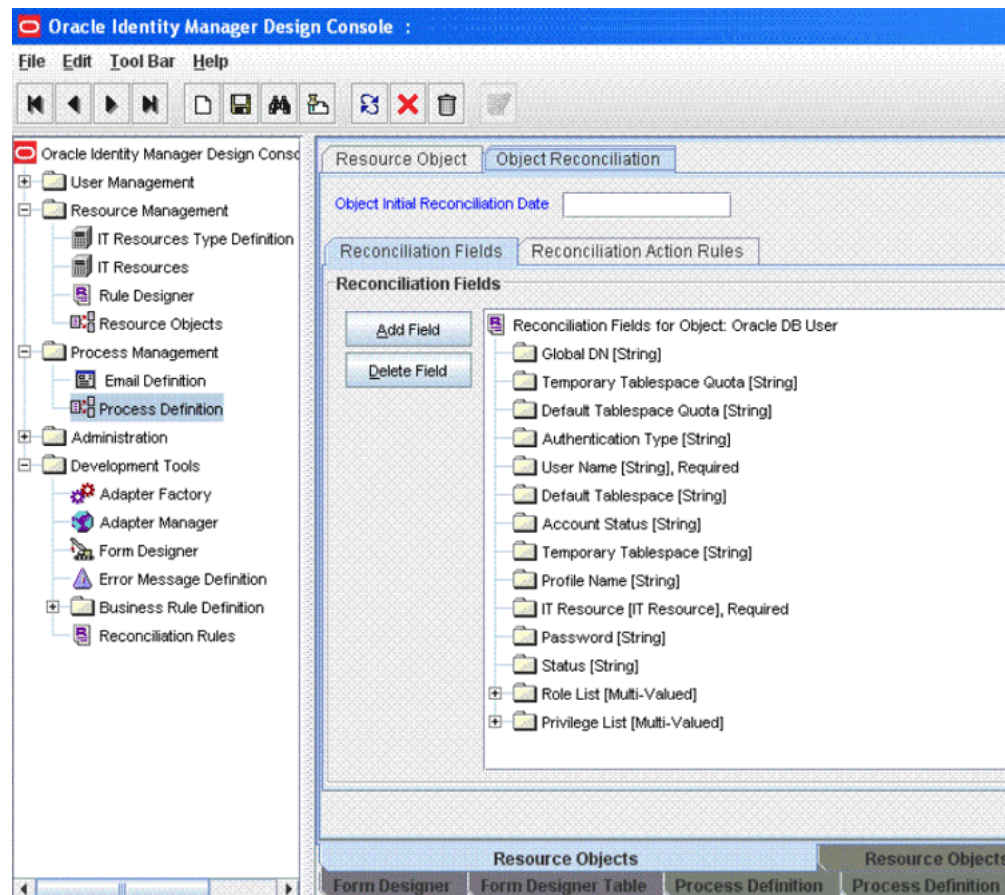 Oracle Identity Manager Design Console :
File Edit Tool Bar Help
Oracle Identity Manager Design Consc
User Management
Resource Management
IT Resources Type Definition
IT Resources
Rule Designer
Resource Objects
Process Management
Email Definition
Process Definition
Administration
Development Tools
Adapter Factory
Adapter Manager
Form Designer
Error Message Definition
Business Rule Definition
Reconciliation Rules
Resource Object Object Reconciliation
Object Initial Reconciliation Date
Reconciliation Fields Reconciliation Action Rules
Reconciliation Fields
Add Field
Delete Field
Reconciliation Fields for Object: Oracle DB User
Global DN [String]
Temporary Tablespace Quota [String]
Default Tablespace Quota [String]
Authentication Type [String]
User Name [String], Required
Default Tablespace [String]
Account Status [String]
Temporary Tablespace [String]
Profile Name [String]
IT Resource [IT Resource], Required
Password [String]
Status [String]
Role List [Multi-Valued]
Privilege List [Multi-Valued]
Resource Objects Resource Objects
Form Designer Form Designer Table Process Definition Process Definition